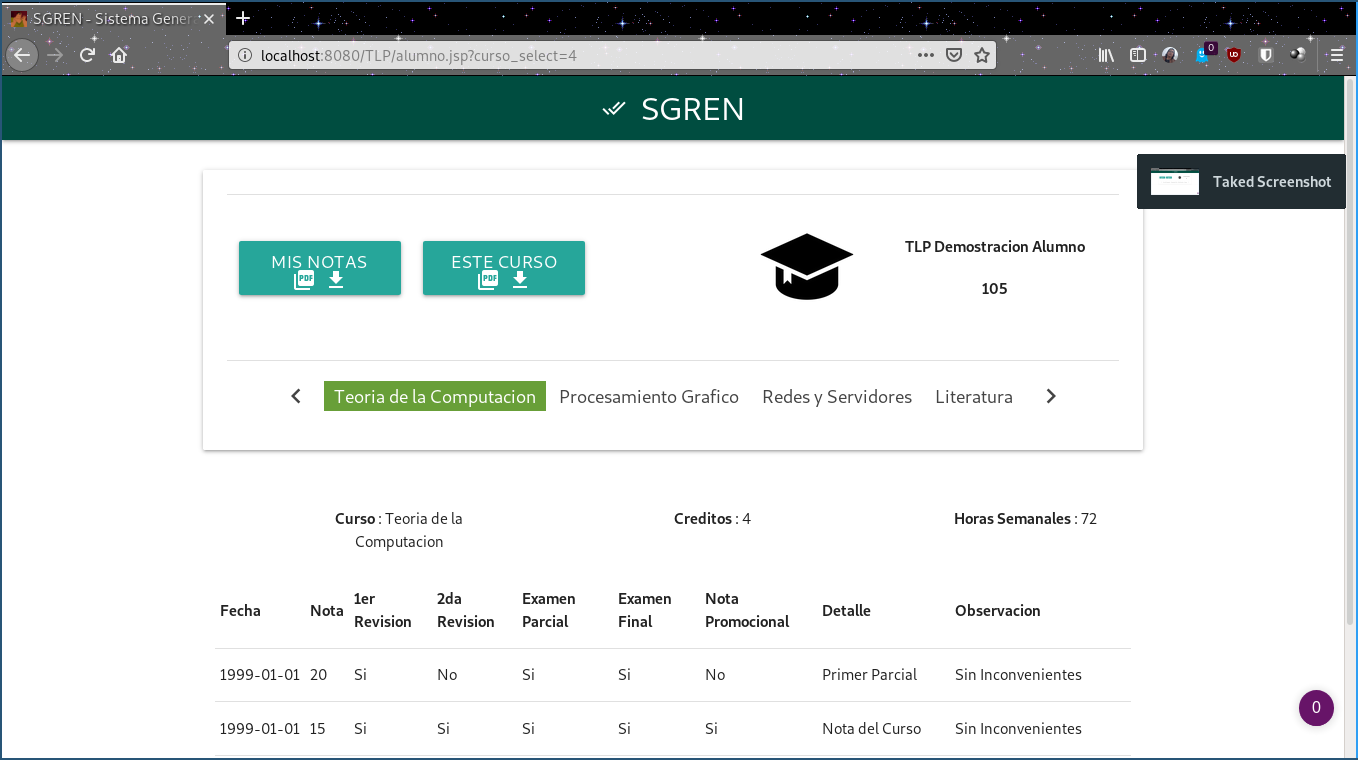 SGREN - Sistema Genera
localhost:8080/TLP/alumno.jsp?curso_select=4
0
UD
SGREN
Taked Screenshot
MIS NOTAS
PDF
ESTE CURSO
PDF
TLP Demostracion Alumno
105
Teoria de la Computacion Procesamiento Grafico Redes y Servidores Literatura
Curso : Teoria de la
Computacion
Creditos : 4
Horas Semanales : 72
Fecha Nota 1er Revision 2da Revision Examen Parcial Examen Final Nota Promocional Detalle Observacion
1999-01-01 20 Si No Si Si No Primer Parcial Sin Inconvenientes
1999-01-01 15 Si Si Si Si Si Nota del Curso Sin Inconvenientes
0